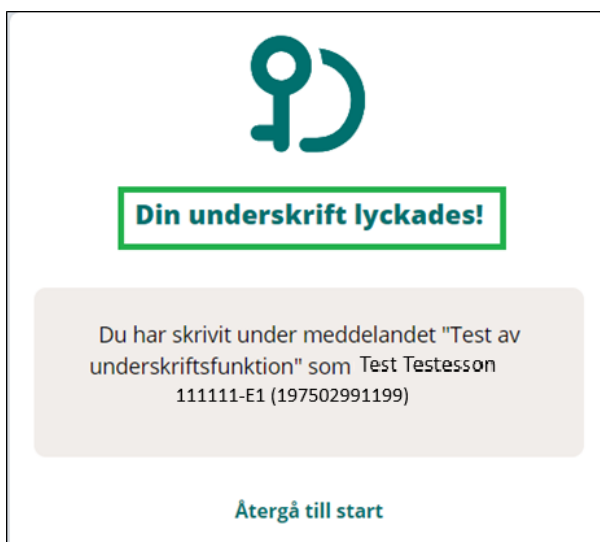 Din underskrift lyckades!
Du har skrivit under meddelandet "Test av
underskriftsfunktion" som Test Testesson
111111-E1 (197502991199)
Återgå till start